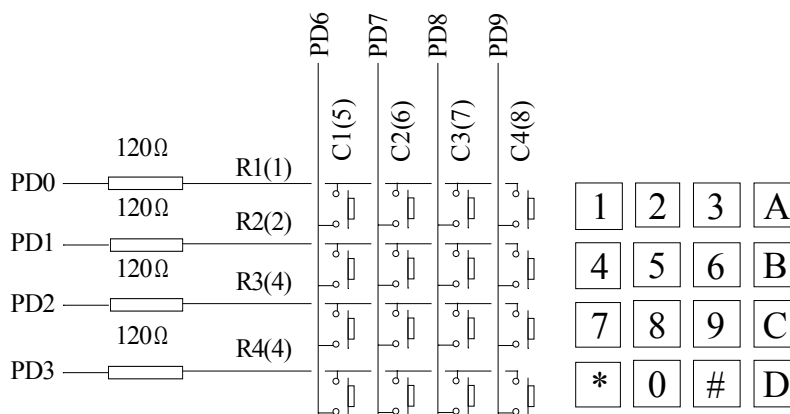 PD6 PD7 PD8 PD9
C1(5) C2(6) C3(7) C4(8)
120Ω
PD0 R1(1)
120Ω
PD1 R2(2)
120Ω
PD2 R3(4)
120Ω
PD3 R4(4)
1 2 3 A
4 5 6 B
7 8 9 C
* 0 # D